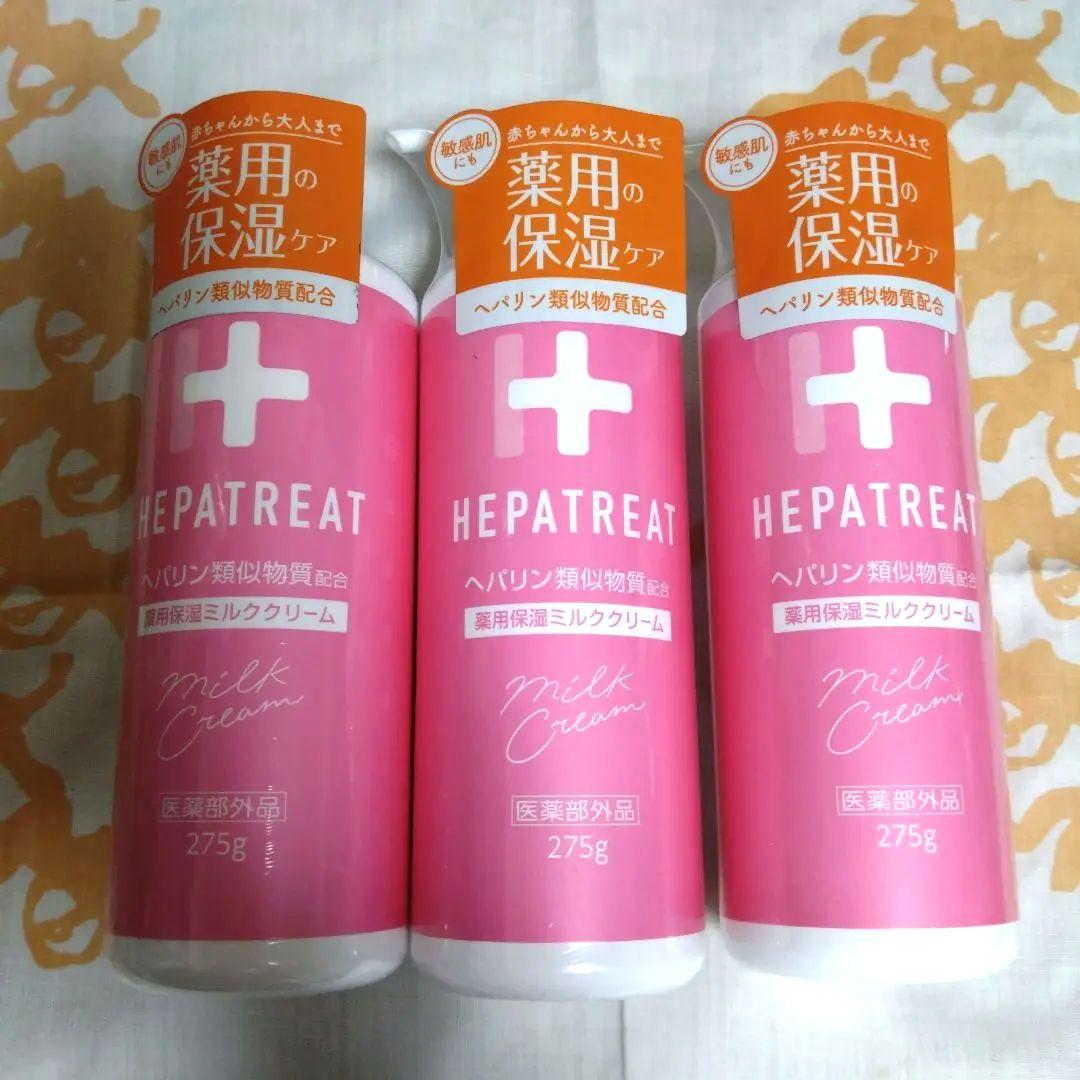 敏感肌
にも
赤ちゃんから大人まで
薬用の
保湿ケア
ヘパリン類似物質配合
HEPATREAT
ヘパリン類似物質配合
薬用保湿ミルククリーム
milk
cream
医薬部外品
275g
敏感肌
にも
赤ちゃんから大人まで
薬用の
保湿ケア
ヘパリン類似物質配合
HEPATREAT
ヘパリン類似物質配合
薬用保湿ミルククリーム
milk
cream
医薬部外品
275g
敏感肌
にも
赤ちゃんから大人まで
薬用の
保湿ケア
ヘパリン類似物質配合
HEPATREAT
ヘパリン類似物質配合
薬用保湿ミルククリーム
milk
cream
医薬部外品
275g